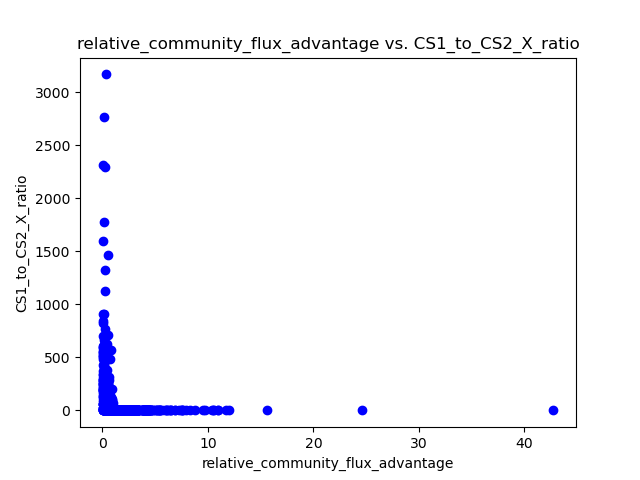 relative_community_flux_advantage vs. CS1_to_CS2_X_ratio
3000
2500
2000
1500
1000
500
0
CS1_to_CS2_X_ratio
0 10 20 30 40
relative_community_flux_advantage